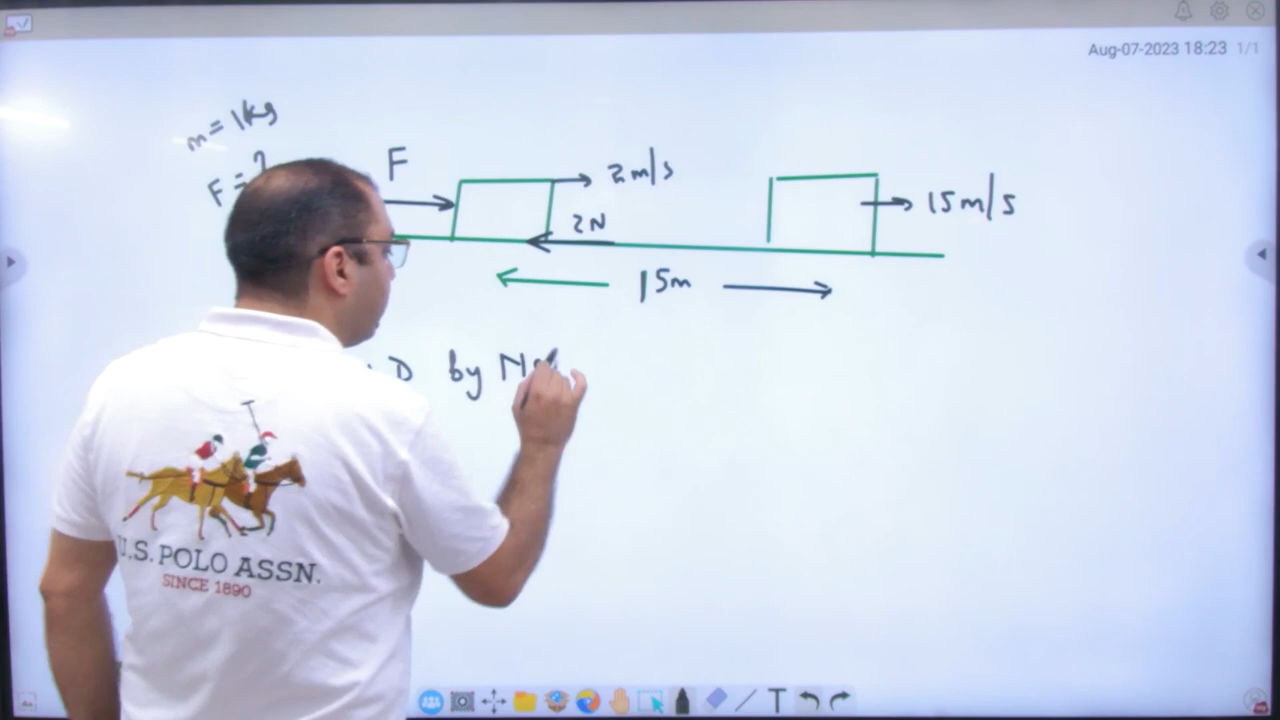 Aug-07-2023 18:23 1/1
m = 1kg
F = ?
F
2m/s
2N
15m/s
15m
D by
U.S. POLO ASSN.
SINCE 1890
T